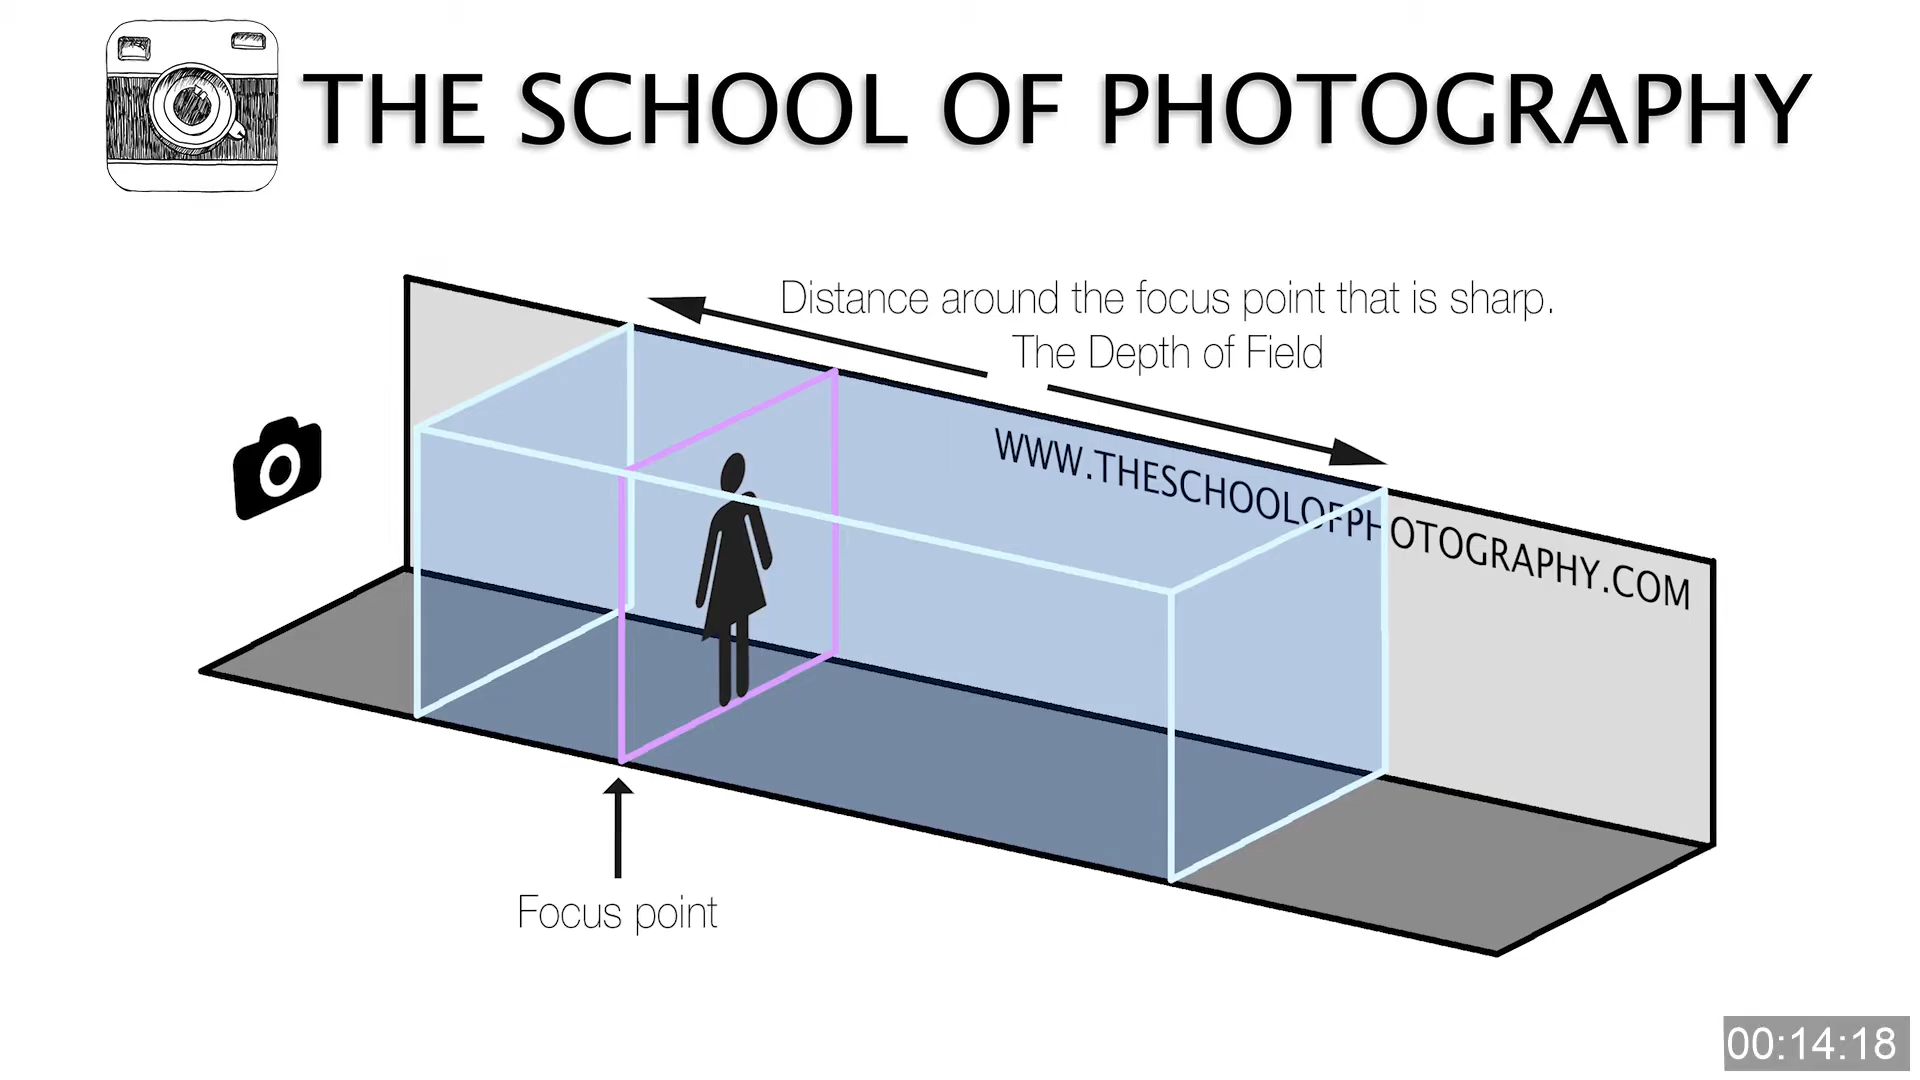 THE SCHOOL OF PHOTOGRAPHY
Distance around the focus point that is sharp.
The Depth of Field
WWW.THESCHOOLOFPHOTOGRAPHY.COM
Focus point
00:14:18